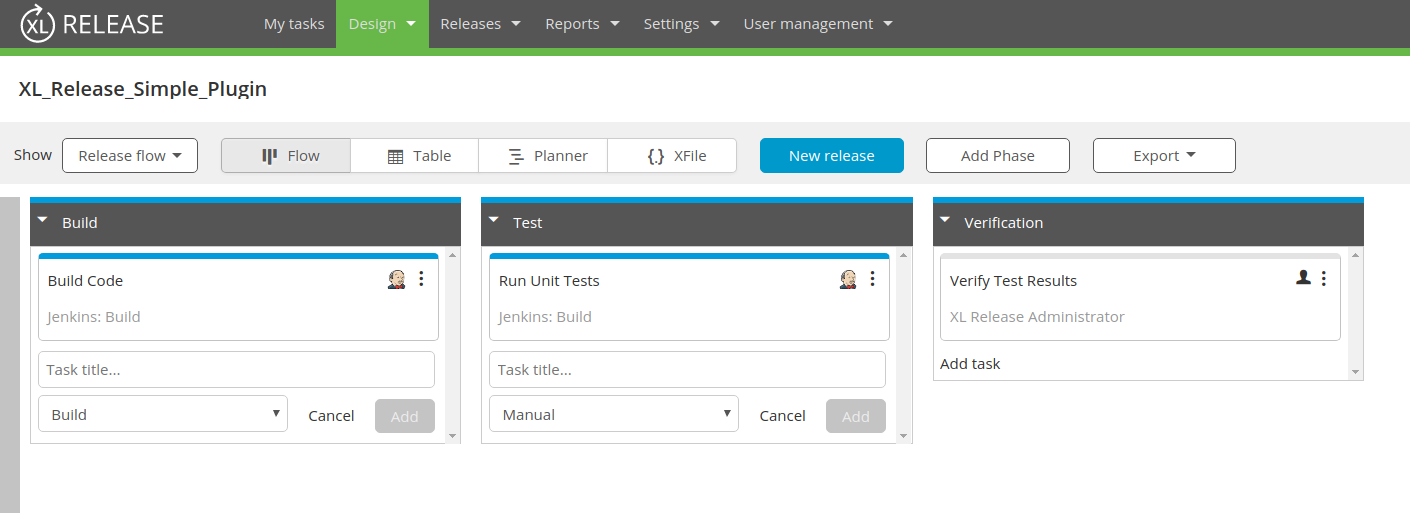 XL RELEASE My tasks Design Releases Reports Settings User management
XL_Release_Simple_Plugin
Show Release flow Flow Table Planner {.} XFile New release Add Phase Export
Build Test Verification
Build Code Run Unit Tests Verify Test Results
Jenkins: Build Jenkins: Build XL Release Administrator
Task title... Task title... Add task
Build Cancel Add Manual Cancel Add